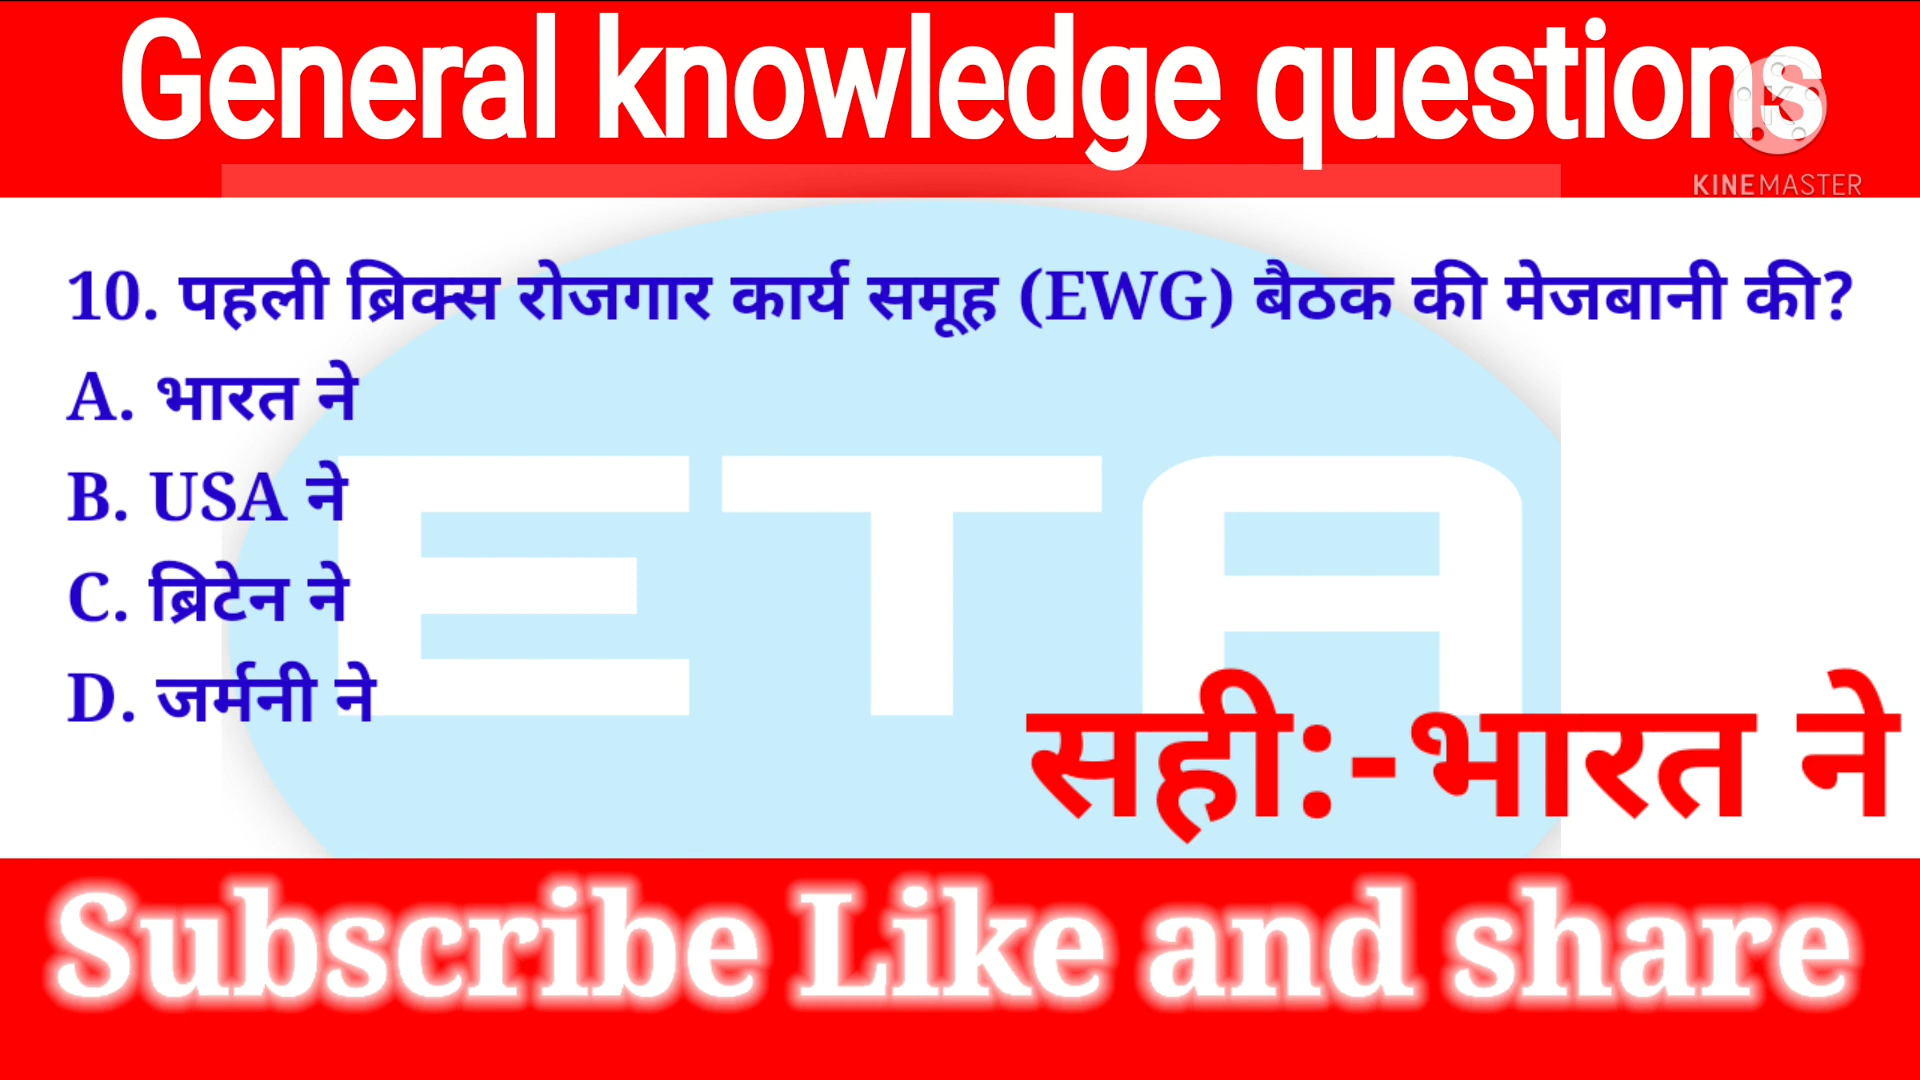 General knowledge questions
KINEMASTER
10. पहली ब्रिक्स रोजगार कार्य समूह (EWG) बैठक की मेजबानी की?
A. भारत ने
B. USA ने
C. ब्रिटेन ने
D. जर्मनी ने
ETA
सही:-भारत ने
Subscribe Like and share